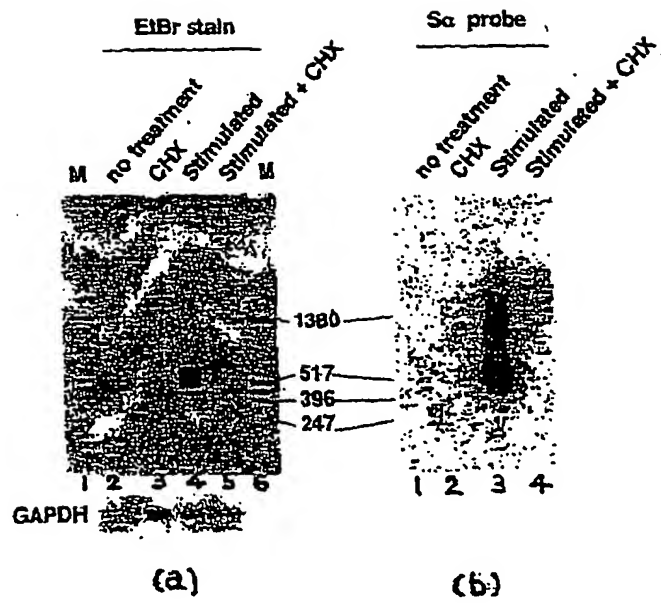 EtBr stain
Sα probe
M
no treatment
CHX
Stimulated
Stimulated + CHX
M
no treatment
CHX
Stimulated
Stimulated + CHX
1380
517
396
247
1 2 3 4 5 6
1 2 3 4
GAPDH
(a)
(b)